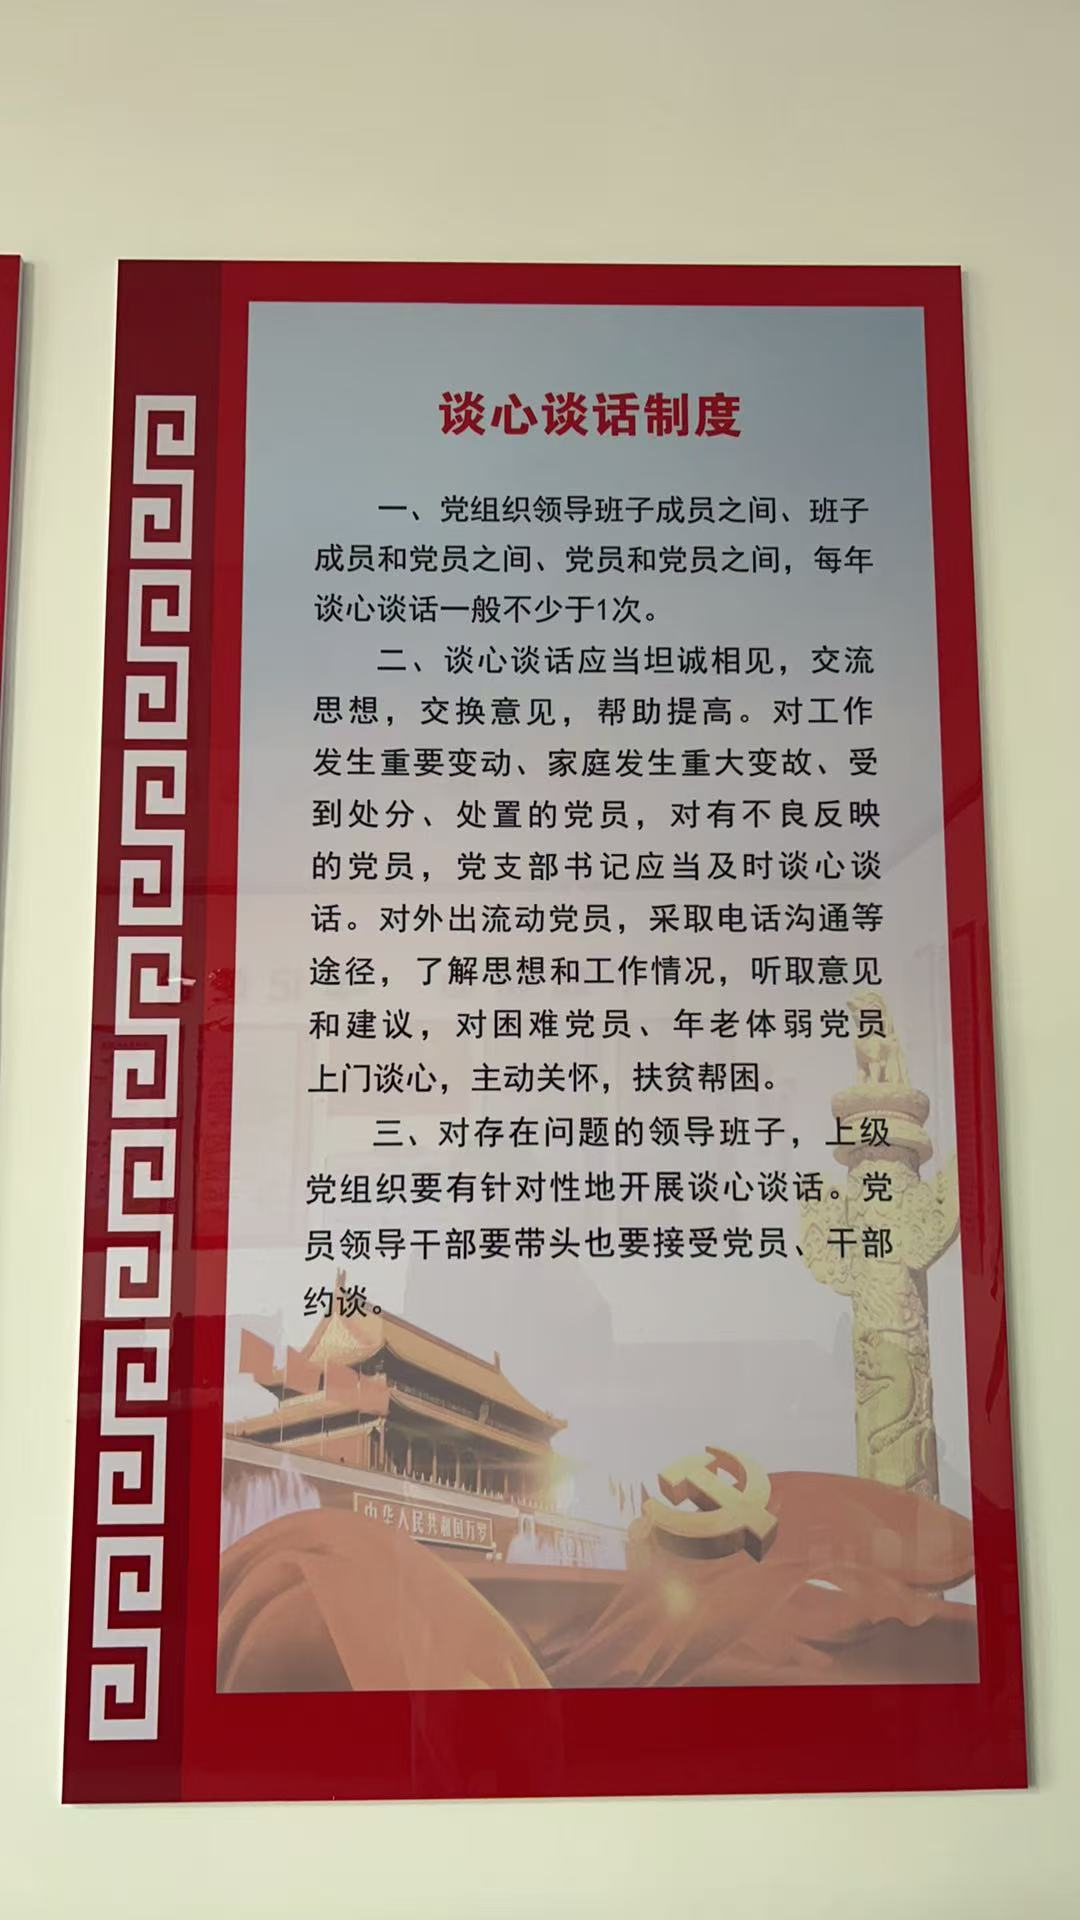 谈心谈话制度
一、党组织领导班子成员之间、班子
成员和党员之间、党员和党员之间，每年
谈心谈话一般不少于1次。
二、谈心谈话应当坦诚相见，交流
思想，交换意见，帮助提高。对工作
发生重要变动、家庭发生重大变故、受
到处分、处置的党员，对有不良反映
的党员，党支部书记应当及时谈心谈
话。对外出流动党员，采取电话沟通等
途径，了解思想和工作情况，听取意见
和建议，对困难党员、年老体弱党员
上门谈心，主动关怀，扶贫帮困。
三、对存在问题的领导班子，上级
党组织要有针对性地开展谈心谈话。党
员领导干部要带头也要接受党员、干部
约谈。
中华人民共和国万岁